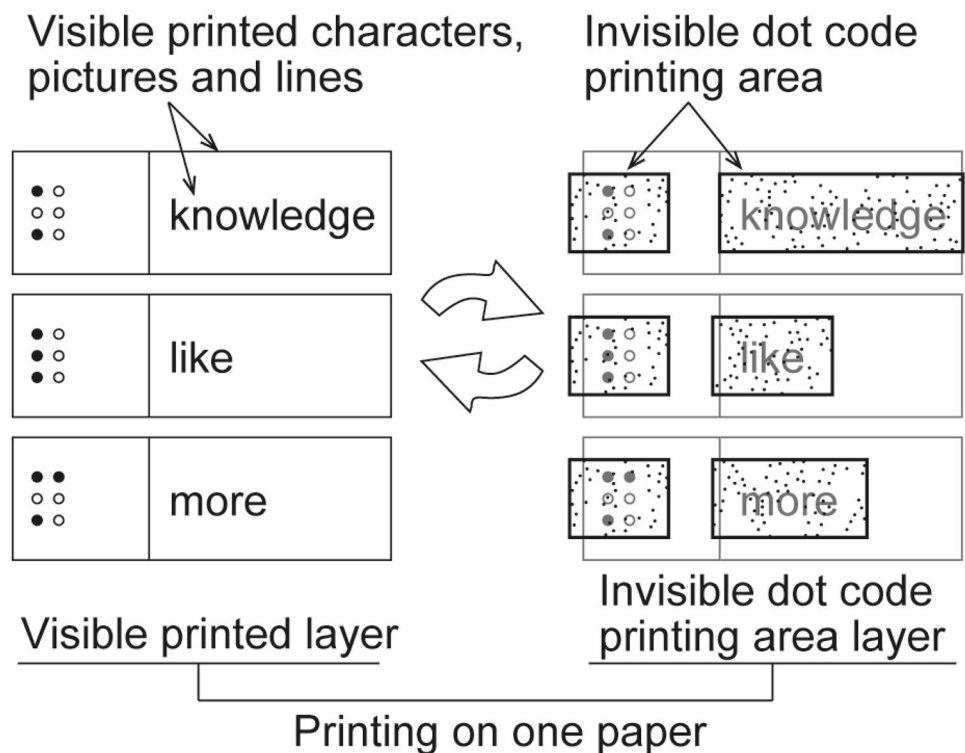 Visible printed characters,
pictures and lines
Invisible dot code
printing area
knowledge
knowledge
like
like
more
more
Visible printed layer
Invisible dot code
printing area layer
Printing on one paper